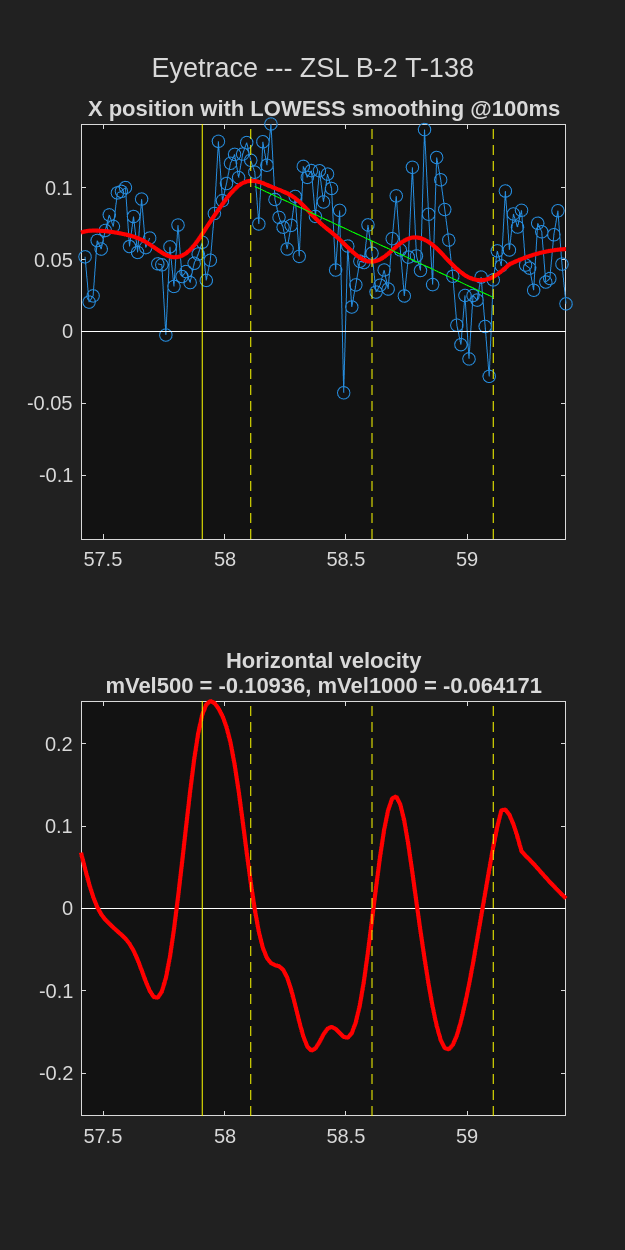 Eyetrace --- ZSL B-2 T-138
X position with LOWESS smoothing @100ms
0.1
0.05
0
-0.05
-0.1
57.5 58 58.5 59
Horizontal velocity
mVel500 = -0.10936, mVel1000 = -0.064171
0.2
0.1
0
-0.1
-0.2
57.5 58 58.5 59